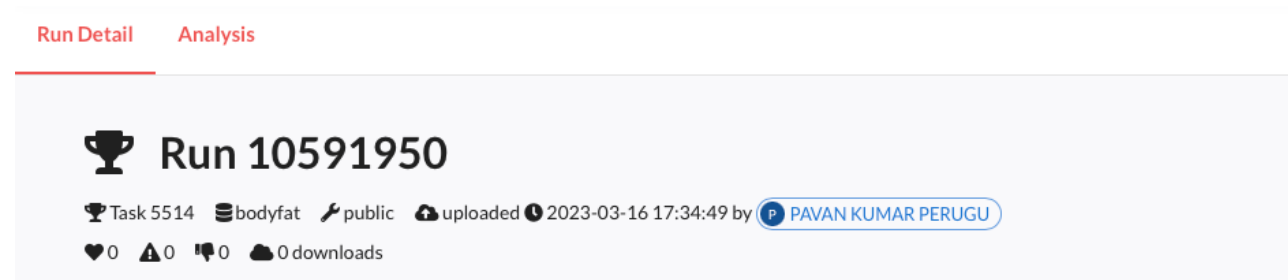 Run Detail Analysis
Run 10591950
Task 5514 bodyfat public uploaded 2023-03-16 17:34:49 by P PAVAN KUMAR PERUGU
0 0 0 0 downloads